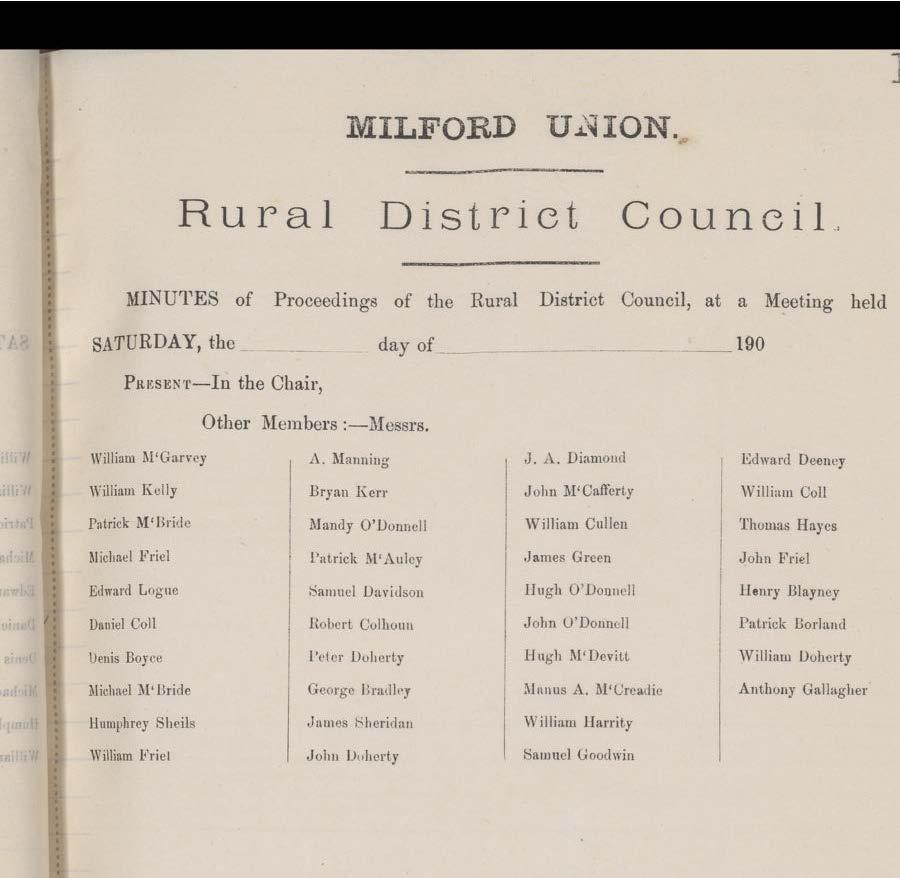 MILFORD UNION.
Rural District Council.
MINUTES of Proceedings of the Rural District Council, at a Meeting held
SATURDAY, the day of 190
PRESENT—In the Chair,
Other Members :—Messrs.
William M‘Garvey A. Manning J. A. Diamond Edward Deeney
William Kelly Bryan Kerr John M‘Cafferty William Coll
Patrick M‘Bride Mandy O’Donnell William Cullen Thomas Hayes
Michael Friel Patrick M‘Auley James Green John Friel
Edward Logue Samuel Davidson Hugh O’Donnell Henry Blayney
Daniel Coll Robert Colhoun John O’Donnell Patrick Borland
Denis Boyce Peter Doherty Hugh M‘Devitt William Doherty
Michael M‘Bride George Bradley Manus A. M‘Creadie Anthony Gallagher
Humphrey Sheils James Sheridan William Harrity
William Friel John Doherty Samuel Goodwin